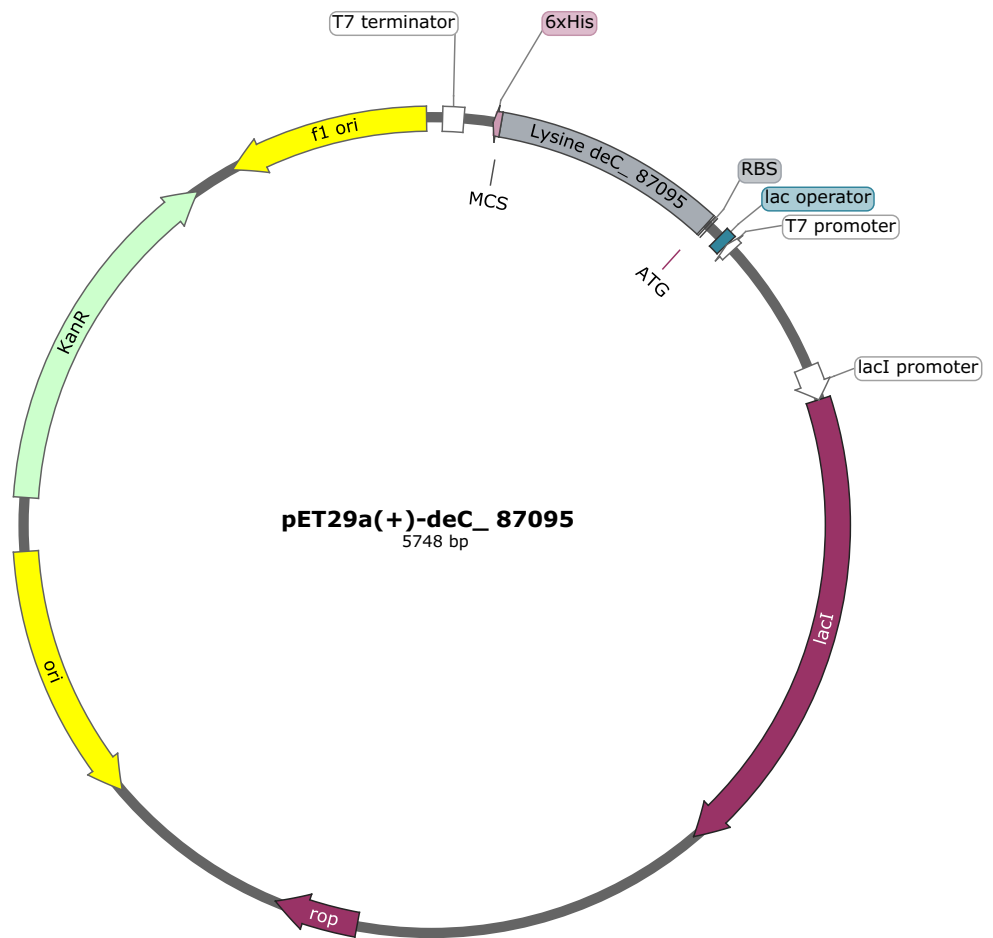 T7 terminator
6xHis
f1 ori
Lysine deC_ 87095
RBS
lac operator
T7 promoter
MCS
ATG
KanR
lacI promoter
pET29a(+)-deC_ 87095
5748 bp
lacI
ori
rop